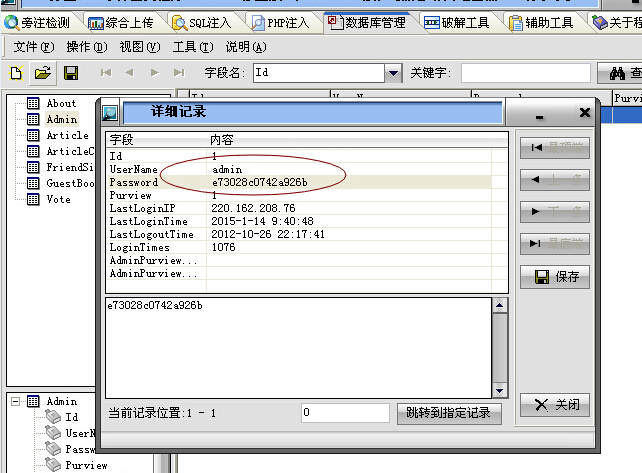 旁注检测 综合上传 SQL注入 PHP注入 数据库管理 破解工具 辅助工具 关于程
文件(F) 操作(D) 视图(V) 工具(T) 说明(A)
字段名: Id 关键字: 查
About
Admin
Article
ArticleC
FriendSi
GuestBoo
Vote
Purvi
详细记录
字段 内容
Id 1
UserName admin
Password e73028c0742a926b
Purview 1
LastLoginIP 220.162.208.76
LastLoginTime 2015-1-14 9:40:48
LastLogoutTime 2012-10-26 22:17:41
LoginTimes 1076
AdminPurview...
AdminPurview...
最顶端
上一条
下一条
最底端
保存
e73028c0742a926b
当前记录位置:1 - 1 0 跳转到指定记录
关闭
Admin
Id
UserN
Passw
Purview